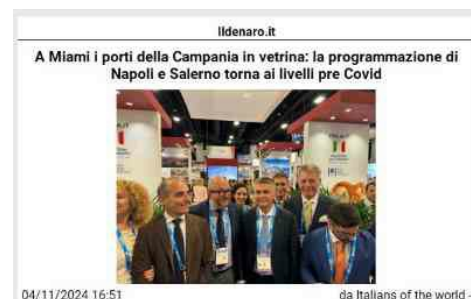 Ildenaro.it
A Miami i porti della Campania in vetrina: la programmazione di
Napoli e Salerno torna ai livelli pre Covid
04/11/2024 16:51
da Italians of the world -